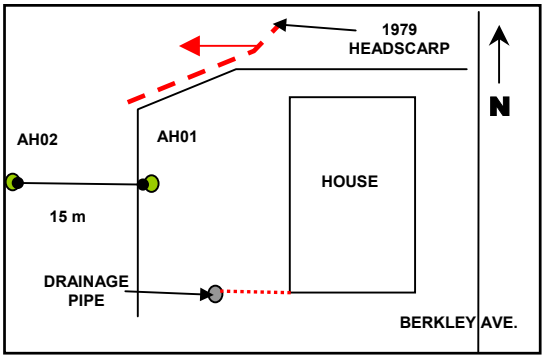 1979
HEADSCARP
N
AH02
AH01
HOUSE
15 m
DRAINAGE
PIPE
BERKLEY AVE.